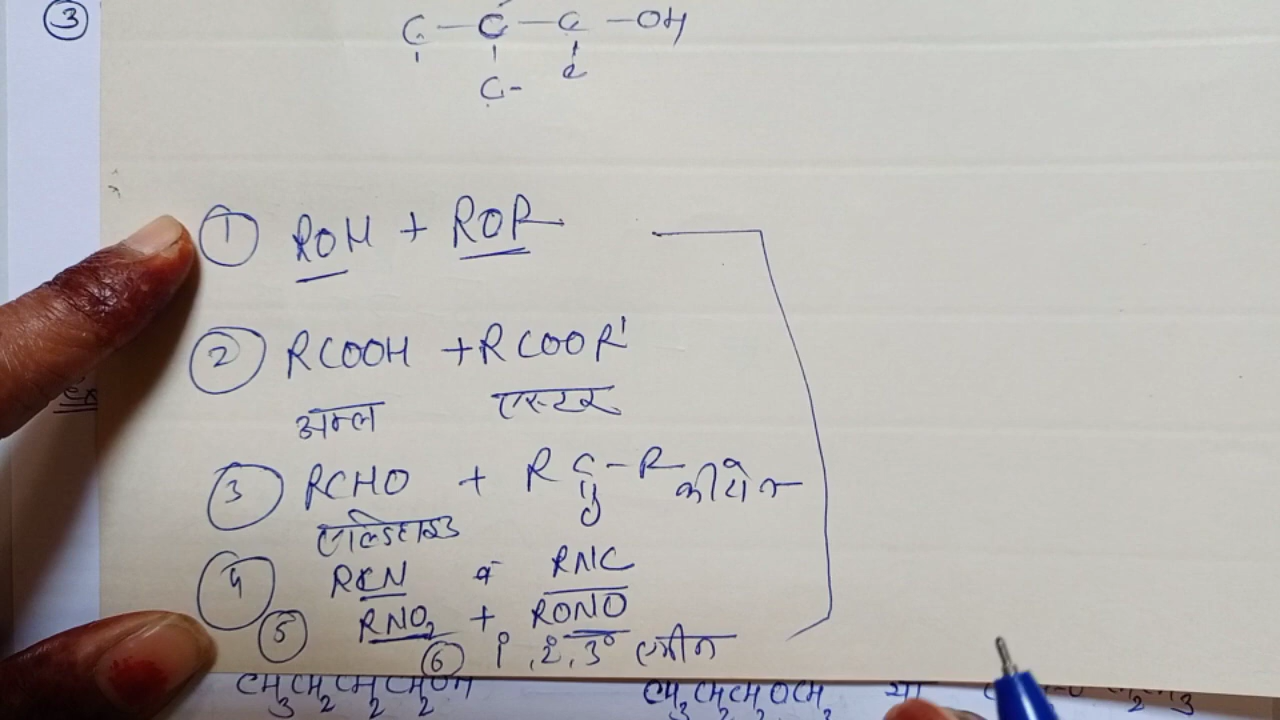 ③ C — C — C — OH
C- C
① ROH + ROR
② RCOOH + RCOOR'
अम्ल एस्टर
③ RCHO + R C - R कीटोन
O
एल्डिहाइड
④ RCN व RNC
⑤ RNO₂ + RONO
⑥ 1°, 2°, 3° एमीन
CH₃CH₂CH₂CH₂OH CH₃CH₂CH₂OCH₃ या
ex